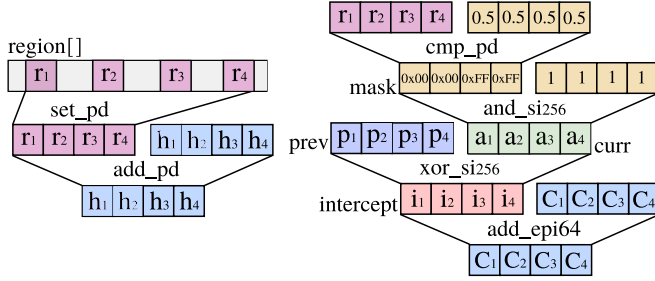 region[]
r1 r2 r3 r4
set_pd
r1 r2 r3 r4 h1 h2 h3 h4
add_pd
h1 h2 h3 h4
r1 r2 r3 r4 0.5 0.5 0.5 0.5
cmp_pd
mask 0x00 0x00 0xFF 0xFF 1 1 1 1
and_si256
prev p1 p2 p3 p4 a1 a2 a3 a4 curr
xor_si256
intercept i1 i2 i3 i4 C1 C2 C3 C4
add_epi64
C1 C2 C3 C4